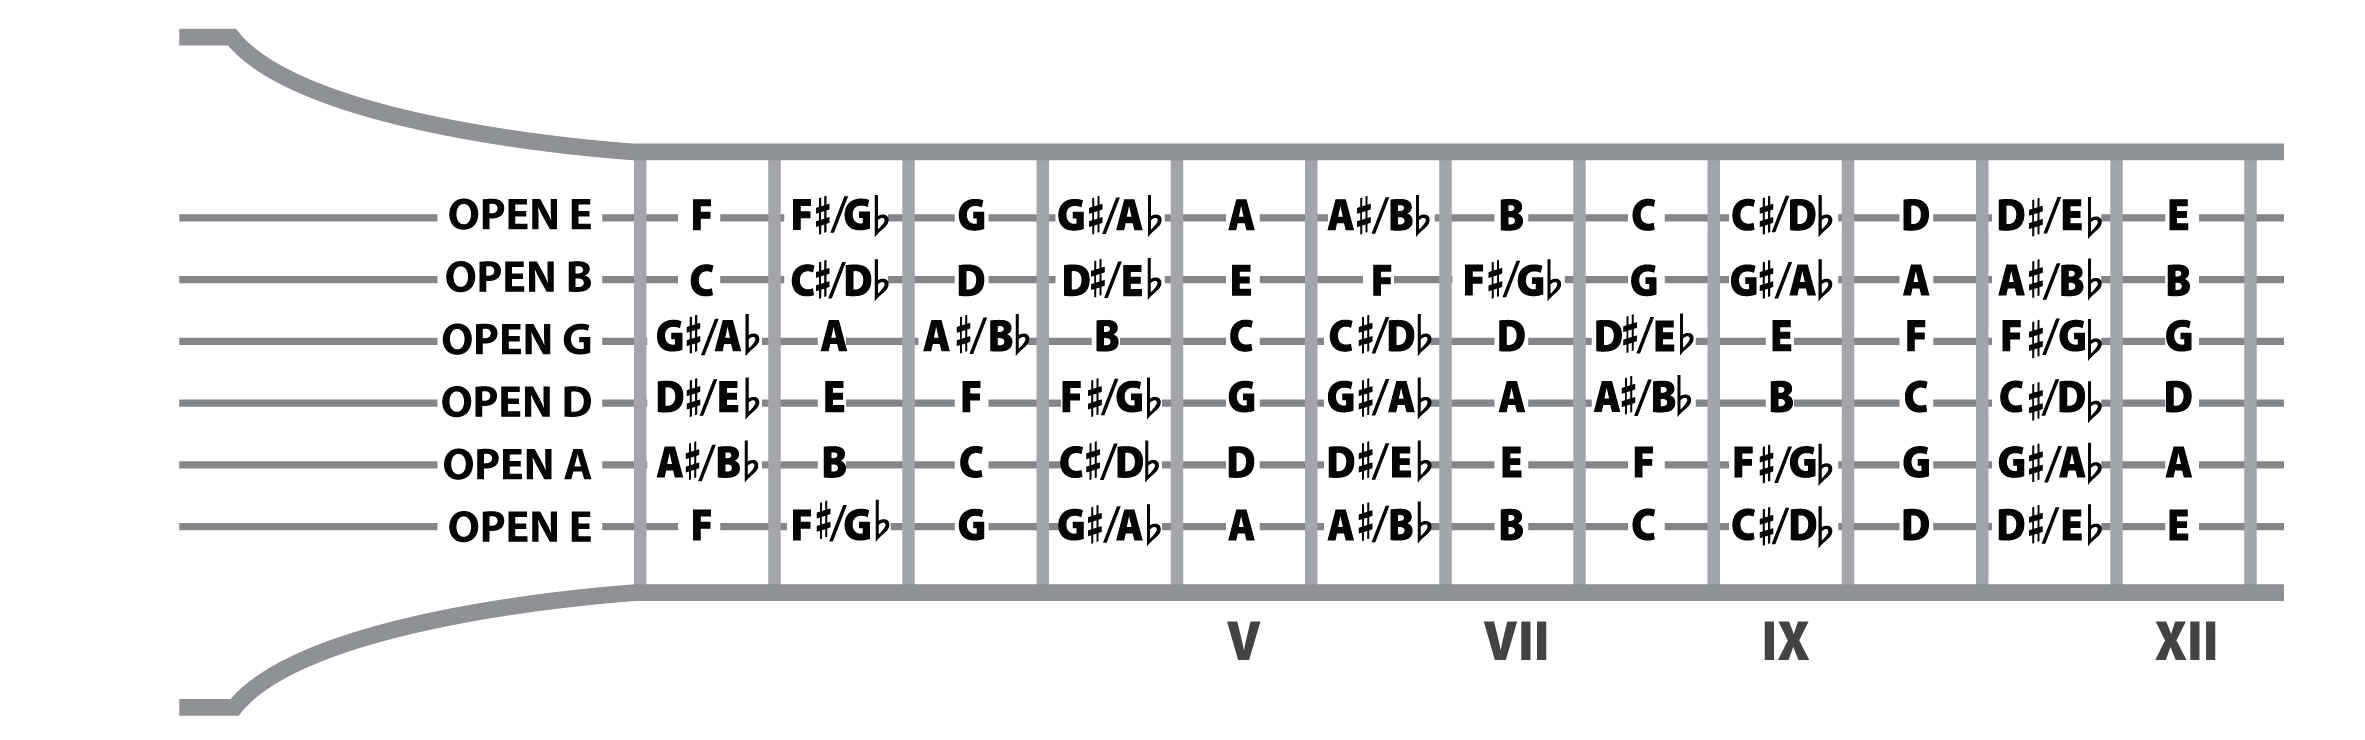 OPEN E F F♯/G♭ G G♯/A♭ A A♯/B♭ B C C♯/D♭ D D♯/E♭ E
OPEN B C C♯/D♭ D D♯/E♭ E F F♯/G♭ G G♯/A♭ A A♯/B♭ B
OPEN G G♯/A♭ A A♯/B♭ B C C♯/D♭ D D♯/E♭ E F F♯/G♭ G
OPEN D D♯/E♭ E F F♯/G♭ G G♯/A♭ A A♯/B♭ B C C♯/D♭ D
OPEN A A♯/B♭ B C C♯/D♭ D D♯/E♭ E F F♯/G♭ G G♯/A♭ A
OPEN E F F♯/G♭ G G♯/A♭ A A♯/B♭ B C C♯/D♭ D D♯/E♭ E
V VII IX XII